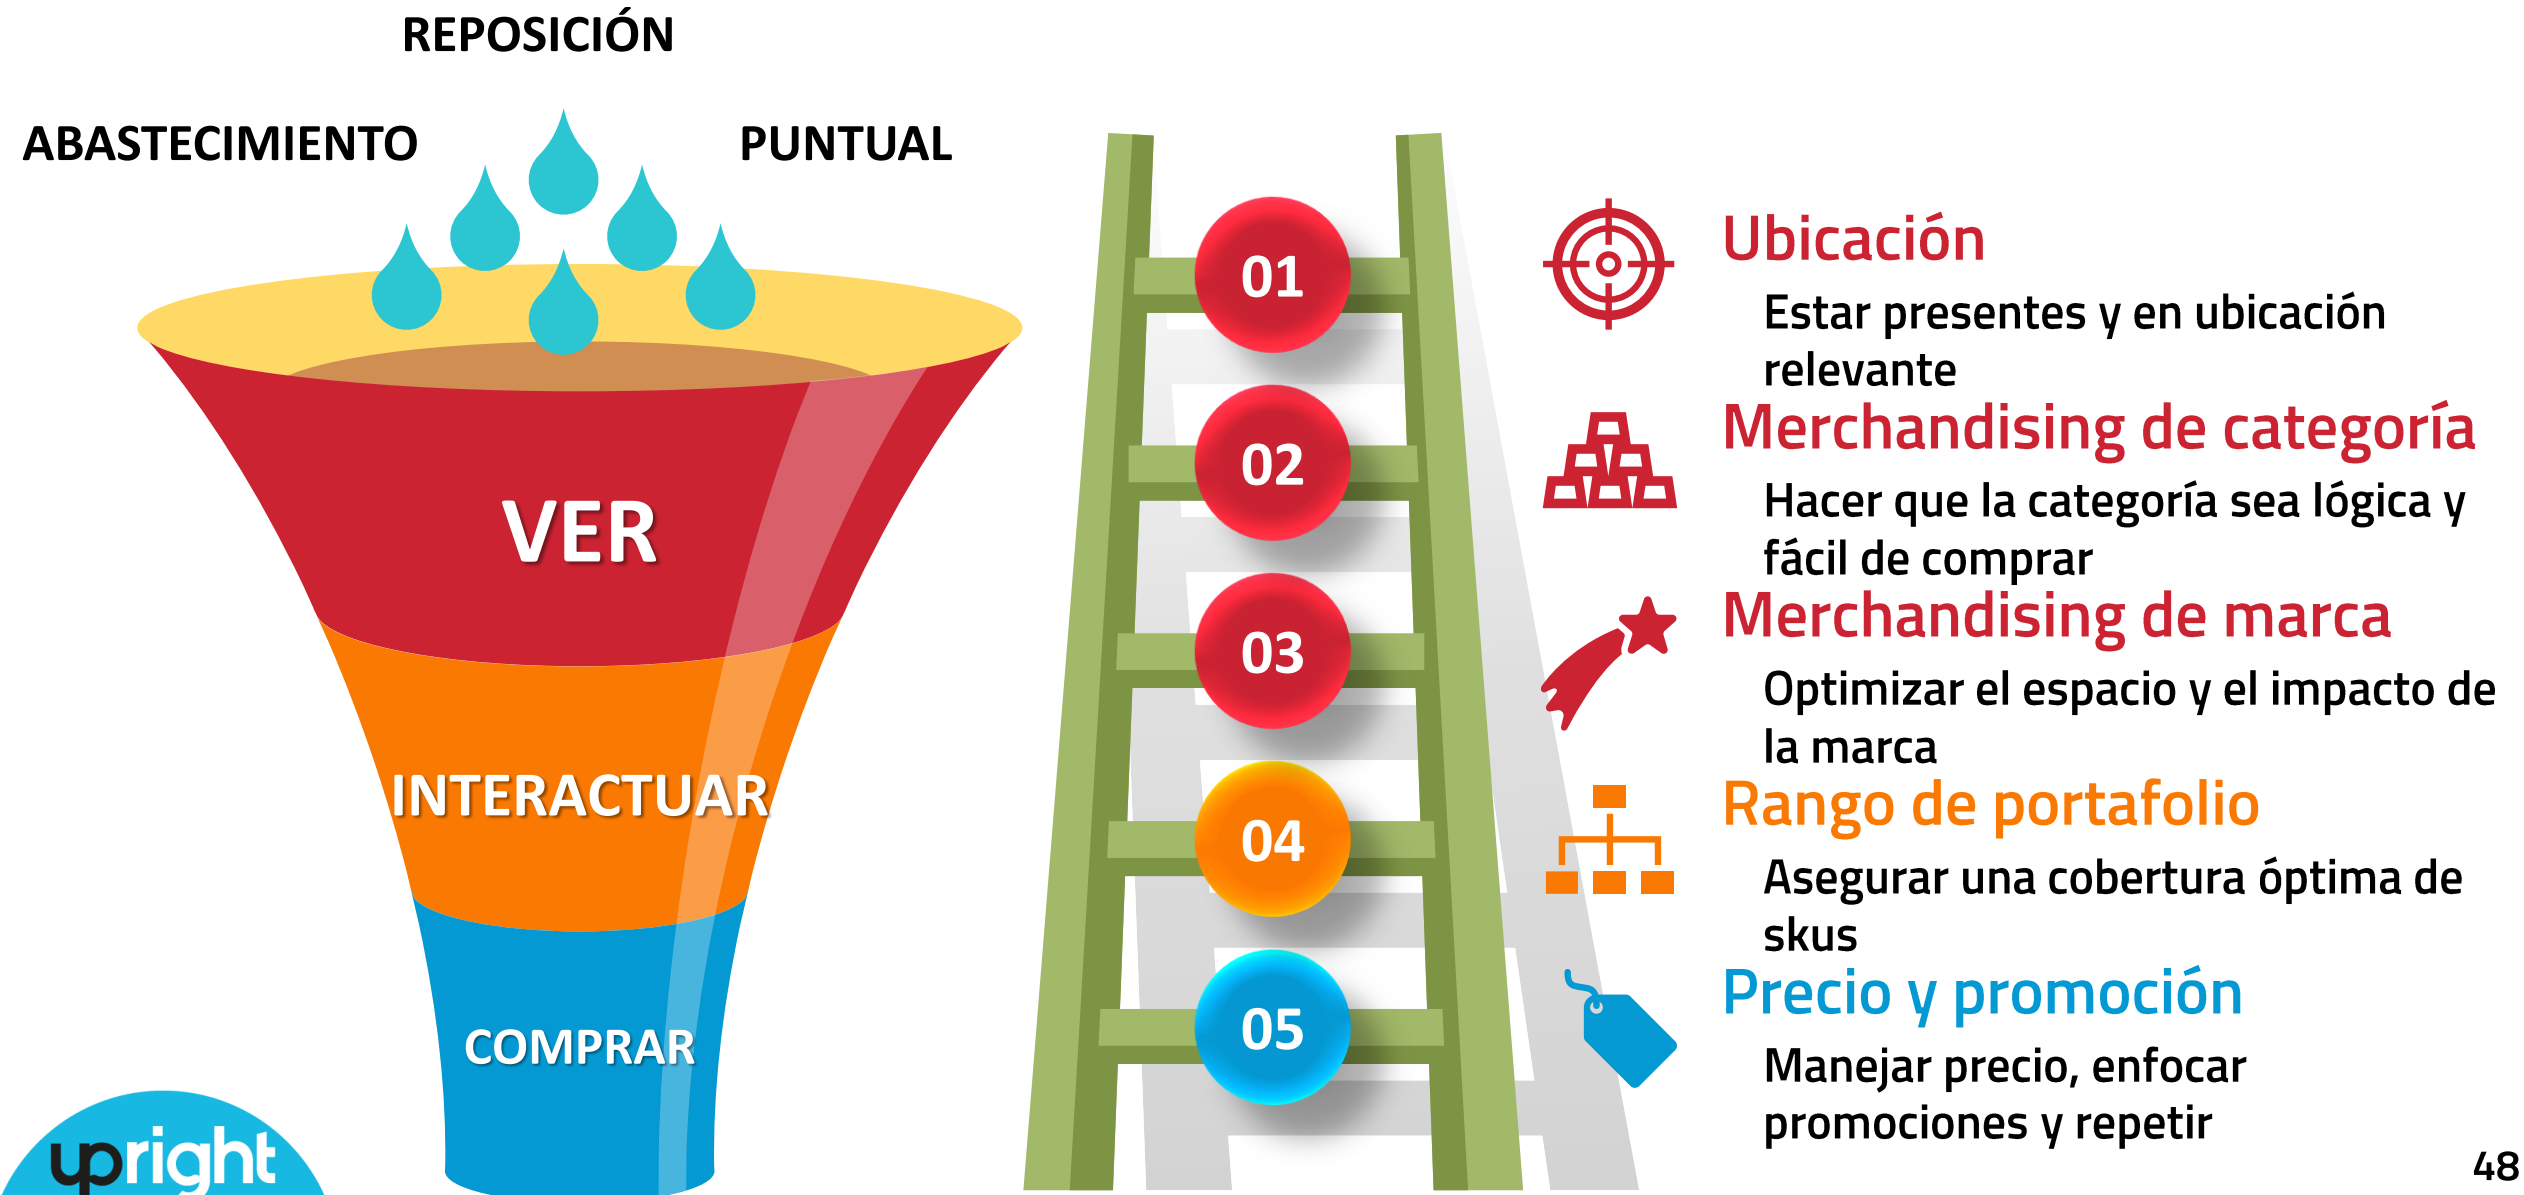 REPOSICIÓN
ABASTECIMIENTO
PUNTUAL
VER
INTERACTUAR
COMPRAR
01
Ubicación
Estar presentes y en ubicación
relevante
02
Merchandising de categoría
Hacer que la categoría sea lógica y
fácil de comprar
03
Merchandising de marca
Optimizar el espacio y el impacto de
la marca
04
Rango de portafolio
Asegurar una cobertura óptima de
skus
05
Precio y promoción
Manejar precio, enfocar
promociones y repetir
upright
48